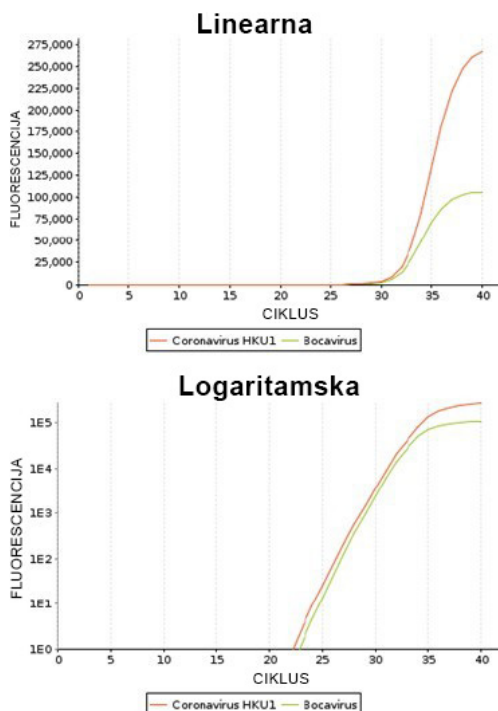 Linearna
275,000
250,000
225,000
200,000
175,000
150,000
125,000
100,000
75,000
50,000
25,000
0
FLUORESCENCIJA
0 5 10 15 20 25 30 35 40
CIKLUS
Coronavirus HKU1 Bocavirus
Logaritamska
1E5
1E4
1E3
1E2
1E1
1E0
FLUORESCENCIJA
0 5 10 15 20 25 30 35 40
CIKLUS
Coronavirus HKU1 Bocavirus